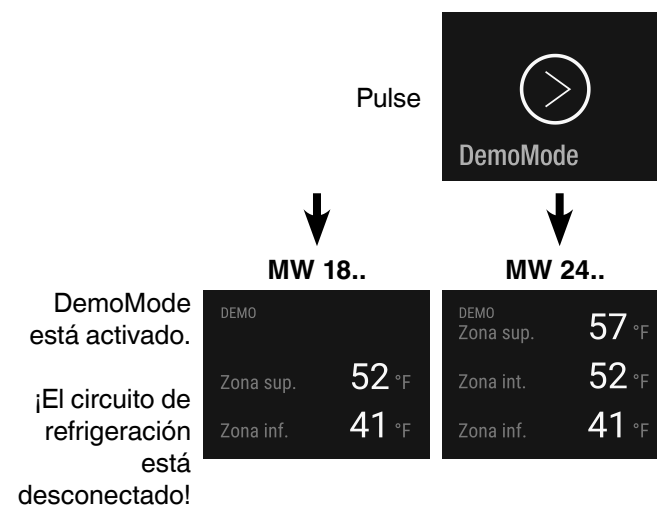 Pulse
DemoMode
MW 18..
MW 24..
DemoMode
está activado.
¡El circuito de
refrigeración
está
desconectado!
DEMO
Zona sup. 52 °F
Zona inf. 41 °F
DEMO
Zona sup. 57 °F
Zona int. 52 °F
Zona inf. 41 °F